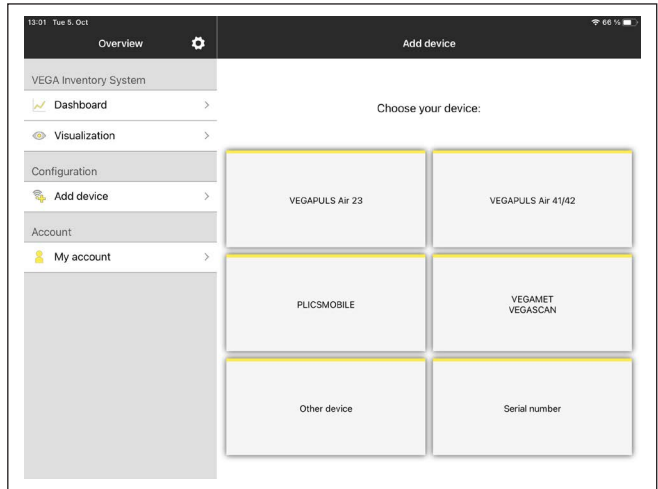 13:01 Tue 5. Oct
66 %
Overview
Add device
VEGA Inventory System
Dashboard
Visualization
Configuration
Add device
Account
My account
Choose your device:
VEGAPULS Air 23
VEGAPULS Air 41/42
PLICSMOBILE
VEGAMET
VEGASCAN
Other device
Serial number